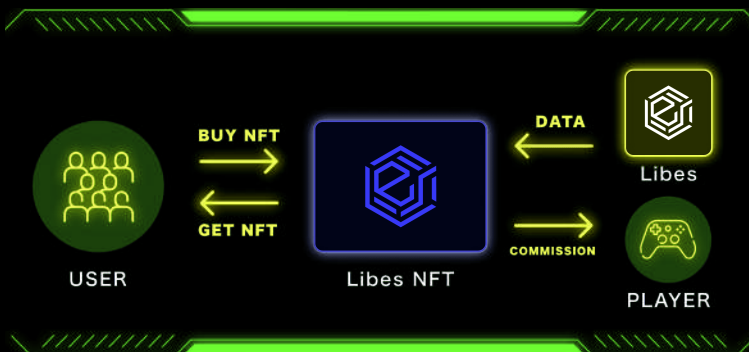 BUY NFT
GET NFT
USER
Libes NFT
DATA
Libes
COMMISSION
PLAYER